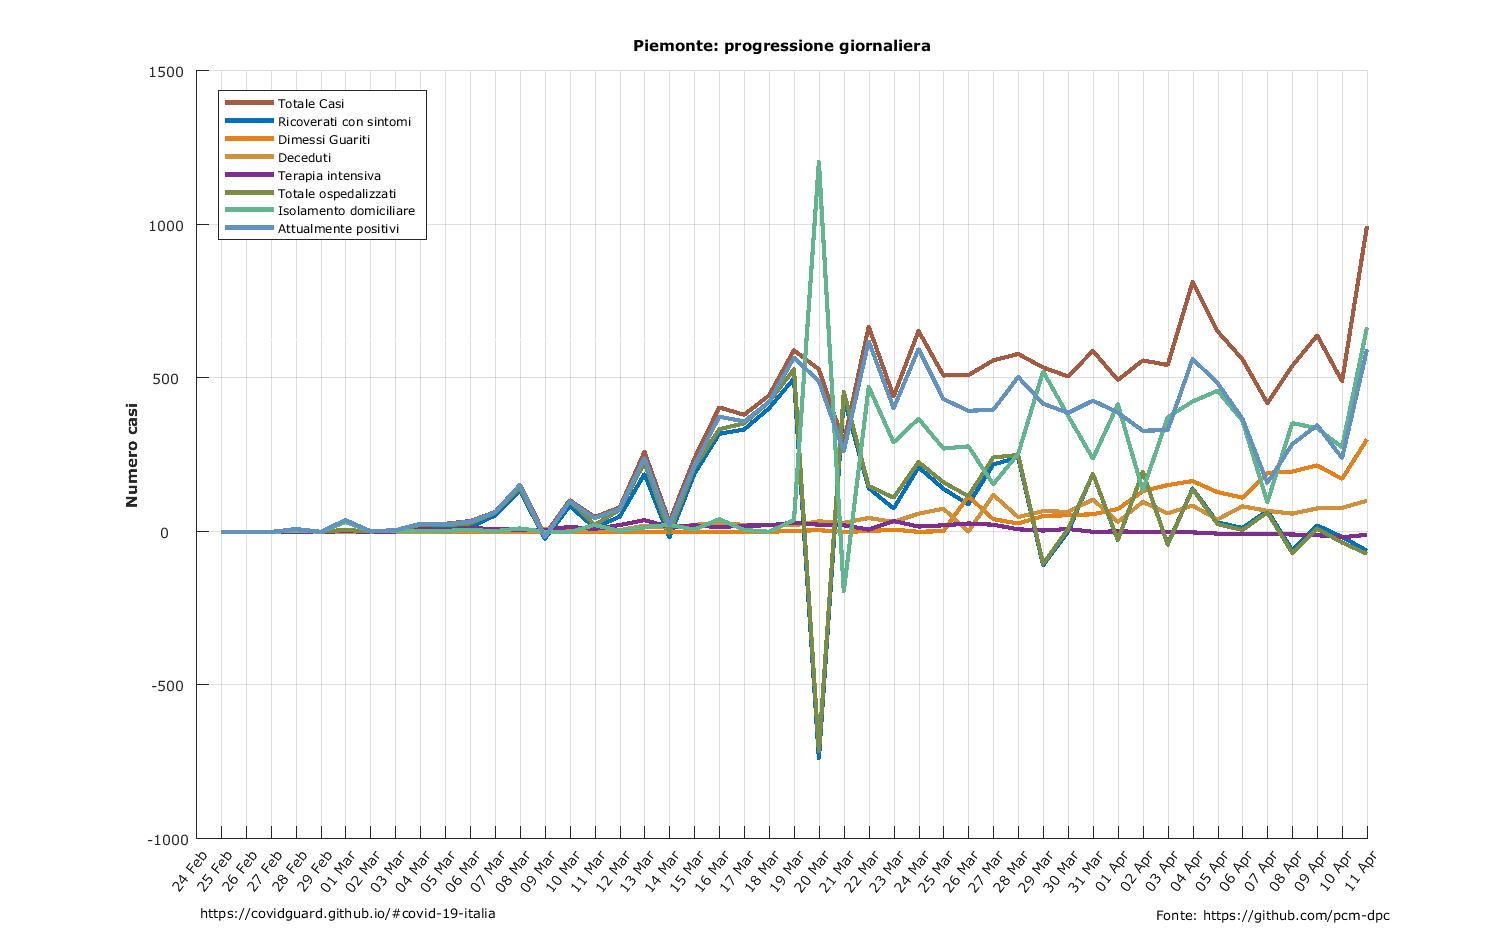 Piemonte: progressione giornaliera
1500
1000
500
0
-500
-1000
Numero casi
Totale Casi
Ricoverati con sintomi
Dimessi Guariti
Deceduti
Terapia intensiva
Totale ospedalizzati
Isolamento domiciliare
Attualmente positivi
24 Feb
25 Feb
26 Feb
27 Feb
28 Feb
29 Feb
01 Mar
02 Mar
03 Mar
04 Mar
05 Mar
06 Mar
07 Mar
08 Mar
09 Mar
10 Mar
11 Mar
12 Mar
13 Mar
14 Mar
15 Mar
16 Mar
17 Mar
18 Mar
19 Mar
20 Mar
21 Mar
22 Mar
23 Mar
24 Mar
25 Mar
26 Mar
27 Mar
28 Mar
29 Mar
30 Mar
31 Mar
01 Apr
02 Apr
03 Apr
04 Apr
05 Apr
06 Apr
07 Apr
08 Apr
09 Apr
10 Apr
11 Apr
https://covidguard.github.io/#covid-19-italia
Fonte: https://github.com/pcm-dpc